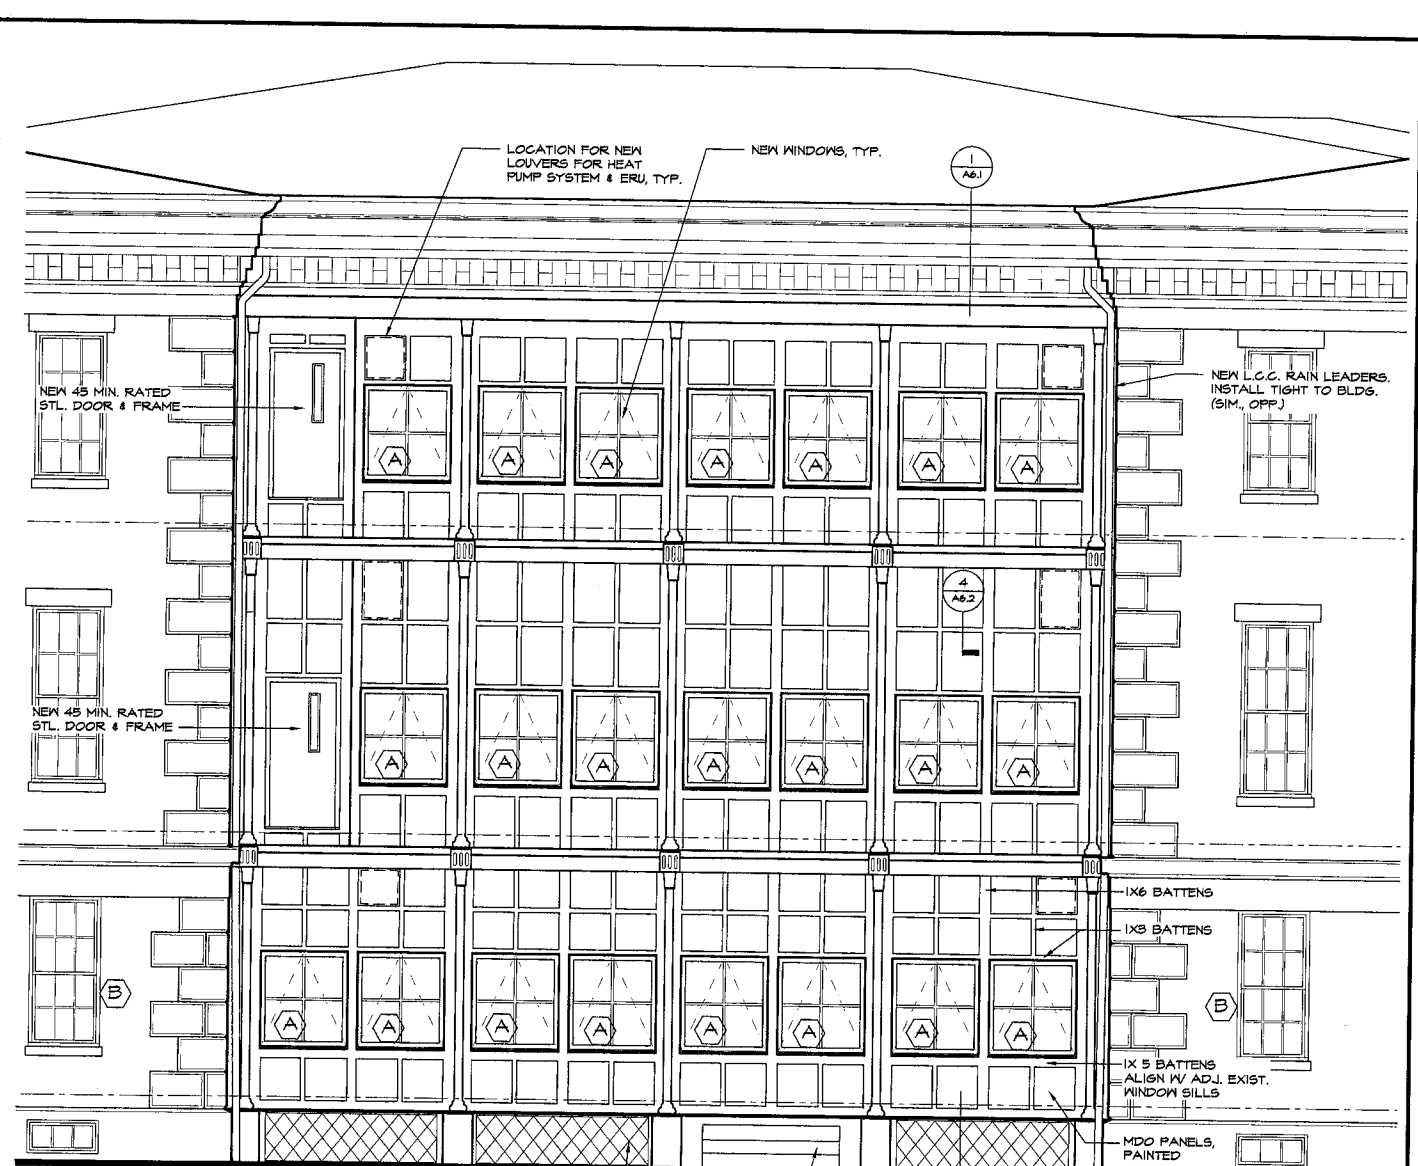 LOCATION FOR NEW
LOUVERS FOR HEAT
PUMP SYSTEM & ERU, TYP.
NEW WINDOWS, TYP.
1
A6.1
NEW 45 MIN. RATED
STL. DOOR & FRAME
NEW L.C.C. RAIN LEADERS.
INSTALL TIGHT TO BLDG.
(SIM., OPP.)
A A A A A A A
4
A6.2
NEW 45 MIN. RATED
STL. DOOR & FRAME
A A A A A A A
1X6 BATTENS
1X3 BATTENS
B
B
A A A A A A A A
1X 5 BATTENS
ALIGN W/ ADJ. EXIST.
WINDOW SILLS
MDO PANELS,
PAINTED